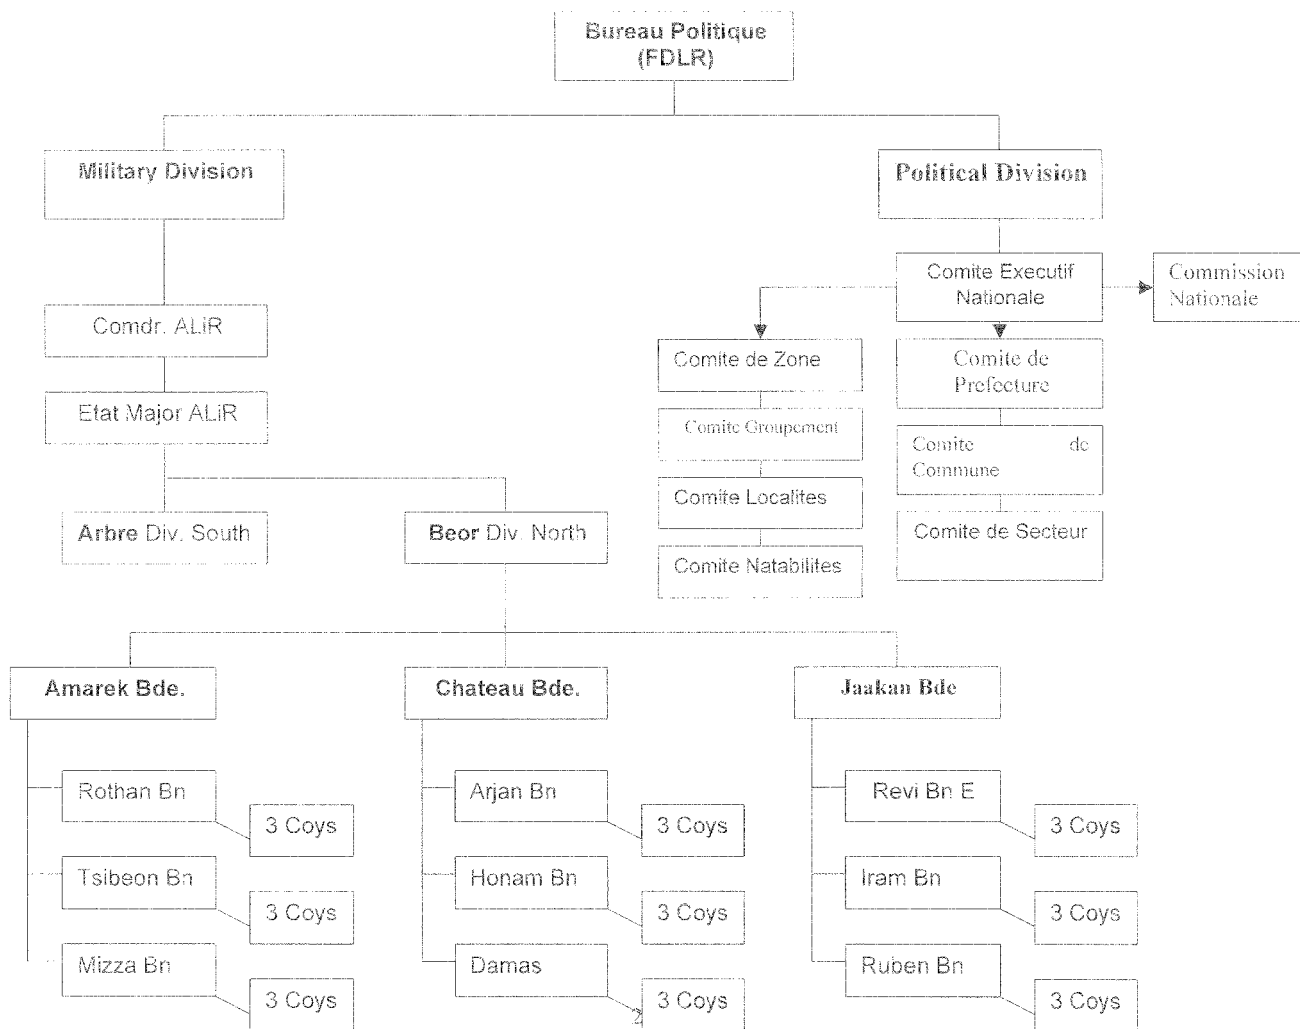 Bureau Politique
(FDLR)
Military Division
Political Division
Comite Executif
Nationale
Commission
Nationale
Comdr. ALiR
Comite de Zone
Comite de
Prefecture
Etat Major ALiR
Comite Groupement
Comite de
Commune
Comite Localites
Arbre Div. South
Beor Div. North
Comite de Secteur
Comite Natabilites
Amarek Bde.
Chateau Bde.
Jaakan Bde
Rothan Bn
3 Coys
Tsibeon Bn
3 Coys
Mizza Bn
3 Coys
Arjan Bn
3 Coys
Honam Bn
3 Coys
Damas
3 Coys
Revi Bn E
3 Coys
Iram Bn
3 Coys
Ruben Bn
3 Coys
2